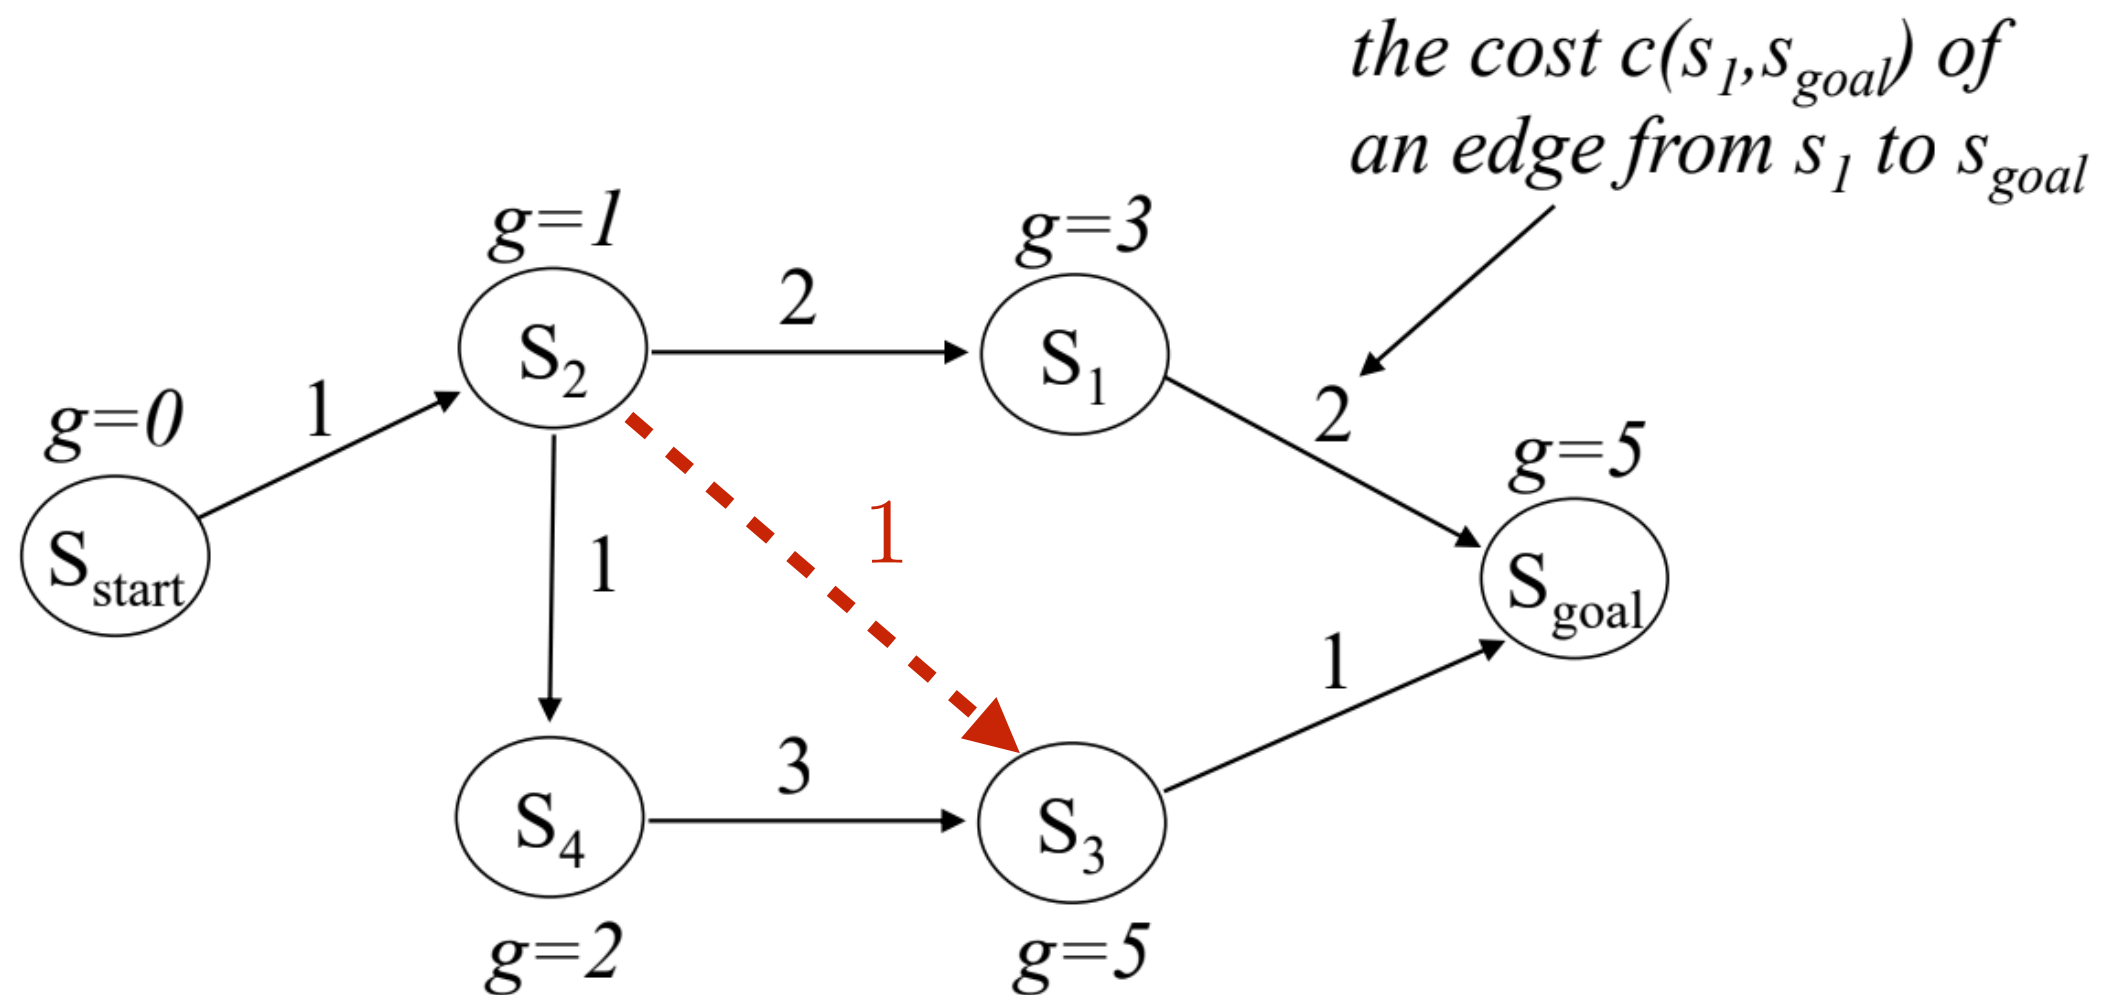 the cost c(s1,sgoal) of
an edge from s1 to sgoal
g=1
g=3
2
S2
S1
g=0
1
2
g=5
Sstart
1
1
Sgoal
1
3
S4
S3
g=2
g=5